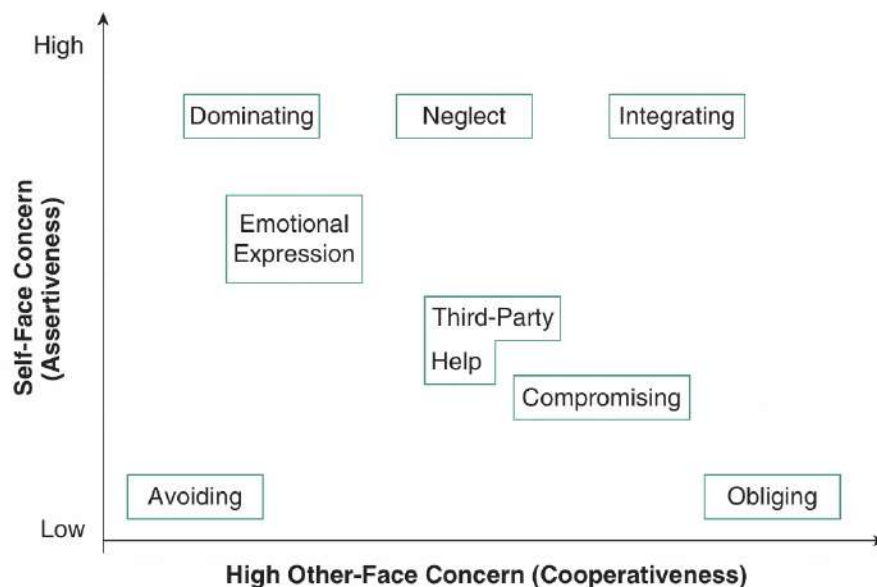 High
Dominating
Neglect
Integrating
Emotional
Expression
Self-Face Concern
(Assertiveness)
Third-Party
Help
Compromising
Avoiding
Obliging
Low
High Other-Face Concern (Cooperativeness)